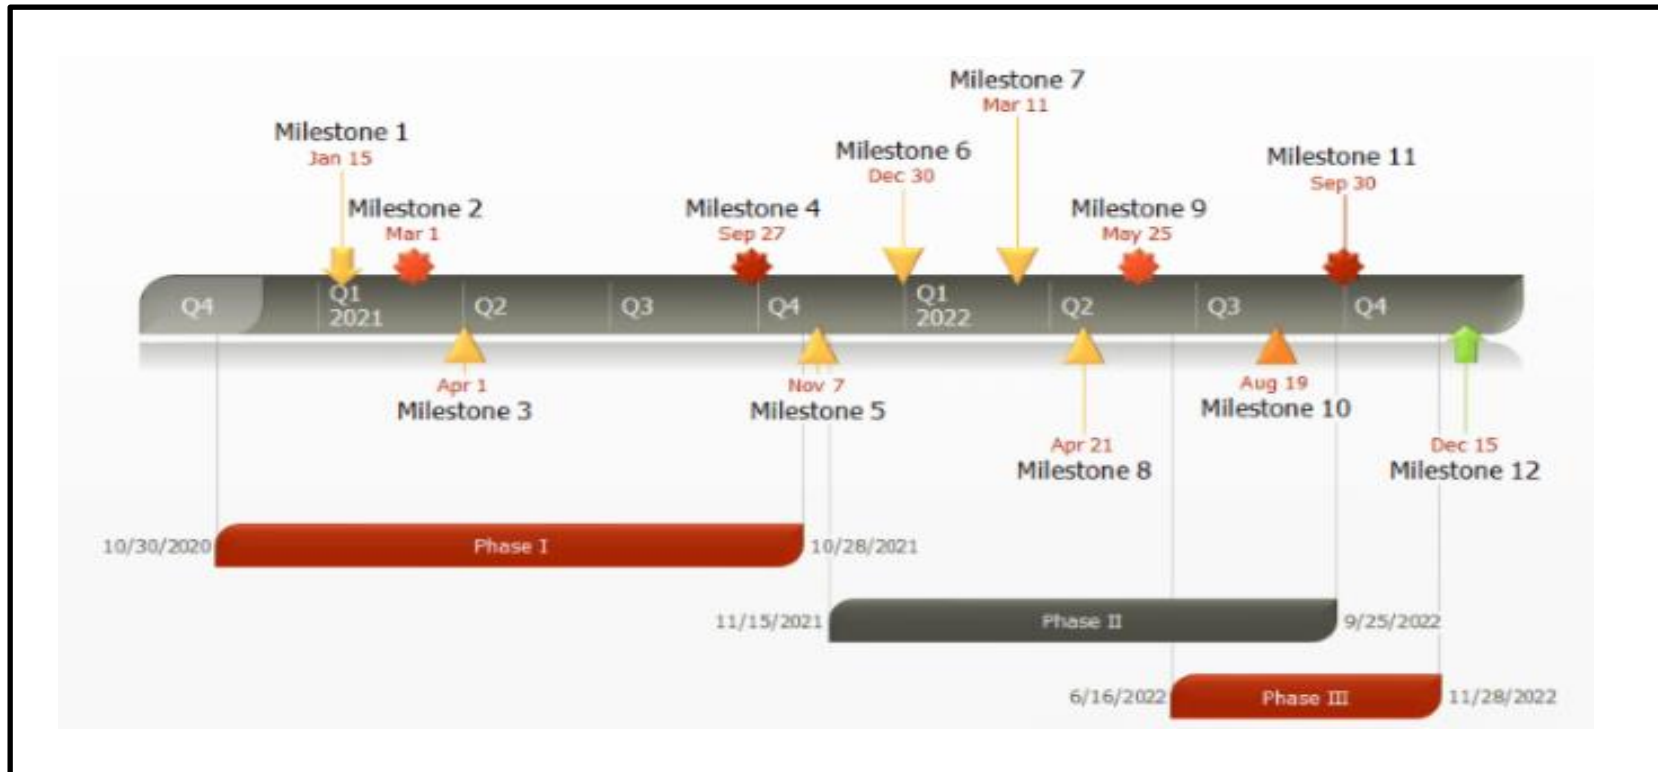 Milestone 7
Mar 11
Milestone 1
Jan 15
Milestone 6
Dec 30
Milestone 11
Sep 30
Milestone 2
Mar 1
Milestone 4
Sep 27
Milestone 9
May 25
Q4
Q1
2021
Q2
Q3
Q4
Q1
2022
Q2
Q3
Q4
Apr 1
Milestone 3
Nov 7
Milestone 5
Aug 19
Milestone 10
Apr 21
Milestone 8
Dec 15
Milestone 12
10/30/2020
Phase I
10/28/2021
11/15/2021
Phase II
9/25/2022
6/16/2022
Phase III
11/28/2022